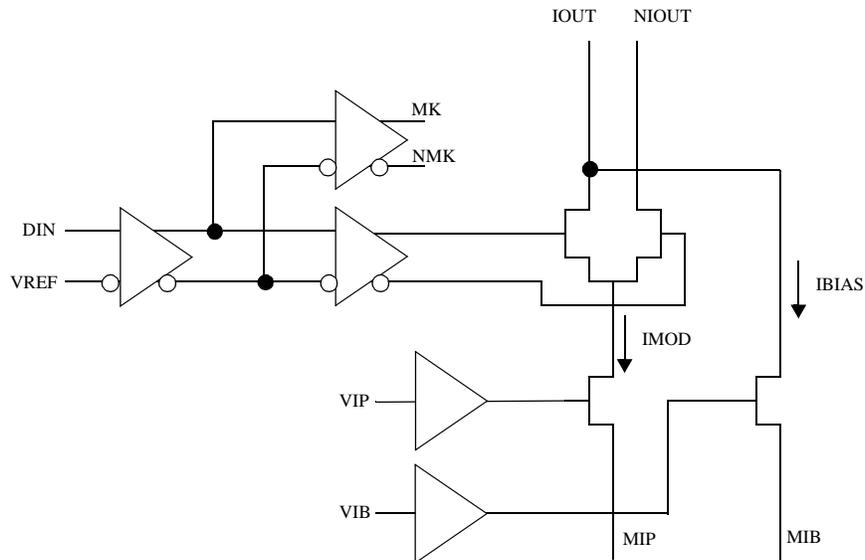 IOUT NIOUT
MK
NMK
DIN
VREF
IBIAS
IMOD
VIP
VIB
MIP MIB